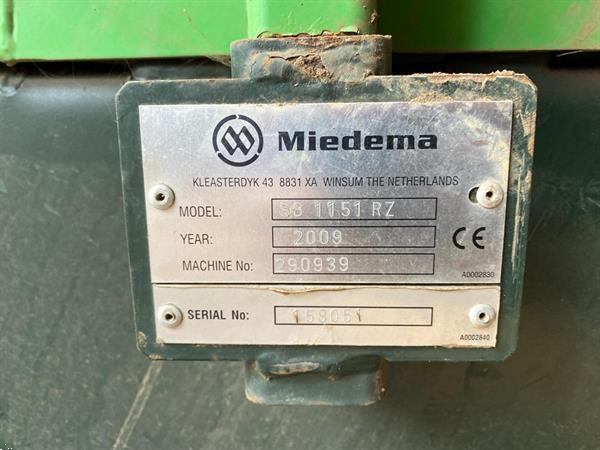 Miedema
KLEASTERDYK 43 8831 XA WINSUM THE NETHERLANDS
MODEL: SB 1151 RZ
YEAR: 2009
CE
MACHINE No: 290939
A0002830
SERIAL No: 158051
A0002840